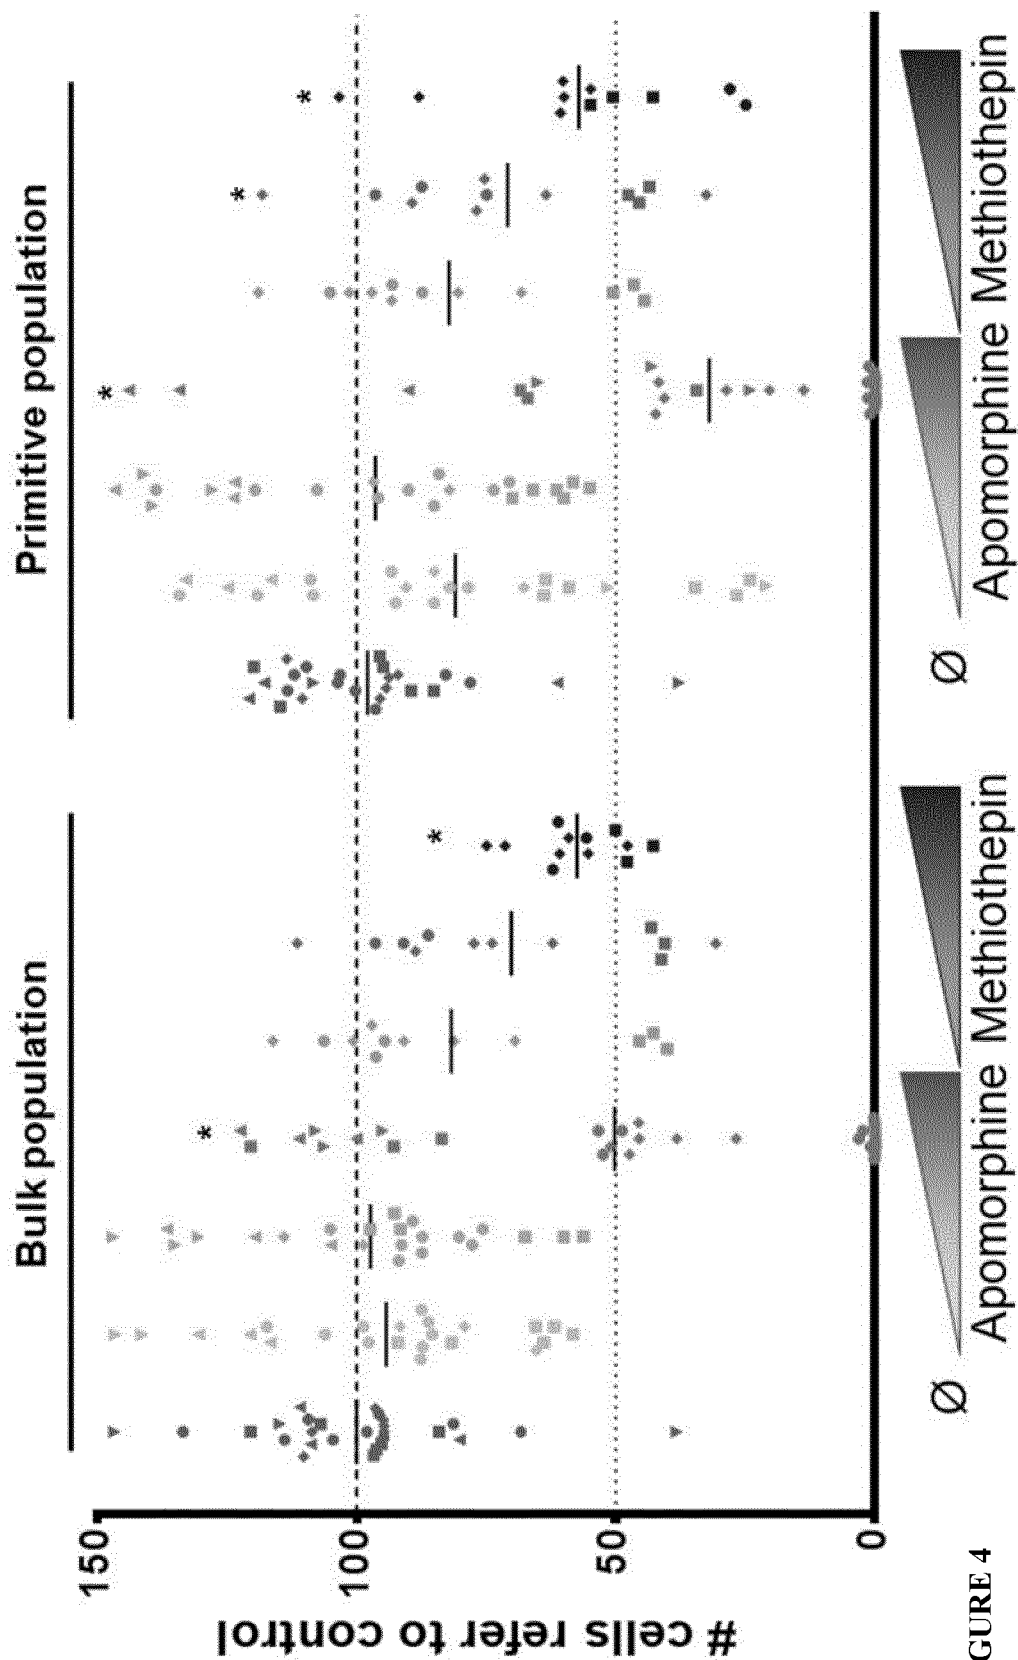 Bulk population
Primitive population
# cells refer to control
150
100
50
0
* * * *
Ø
Apomorphine
Methiothepin
Ø
Apomorphine
Methiothepin
GURE 4